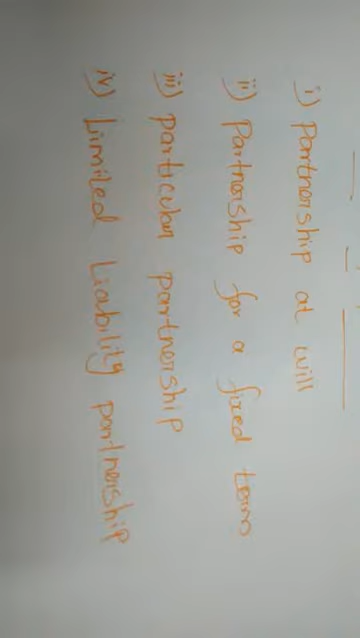 i) Partnership at will
ii) Partnership for a fixed term
iii) particular partnership
iv) Limited Liability partnership